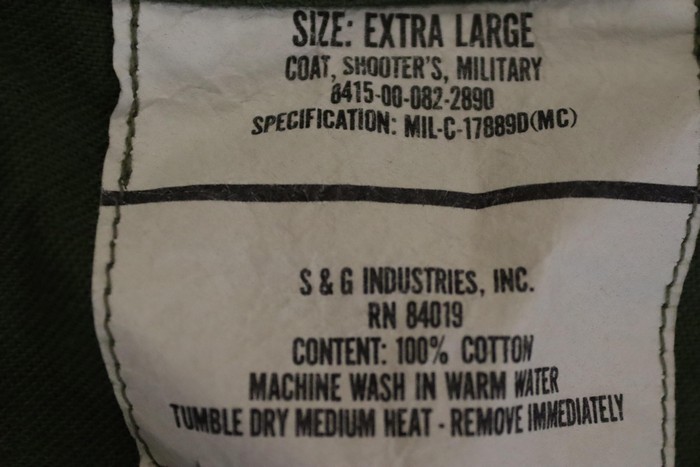 SIZE: EXTRA LARGE
COAT, SHOOTER'S, MILITARY
8415-00-082-2890
SPECIFICATION: MIL-C-17889D(MC)
S & G INDUSTRIES, INC.
RN 84019
CONTENT: 100% COTTON
MACHINE WASH IN WARM WATER
TUMBLE DRY MEDIUM HEAT - REMOVE IMMEDIATELY